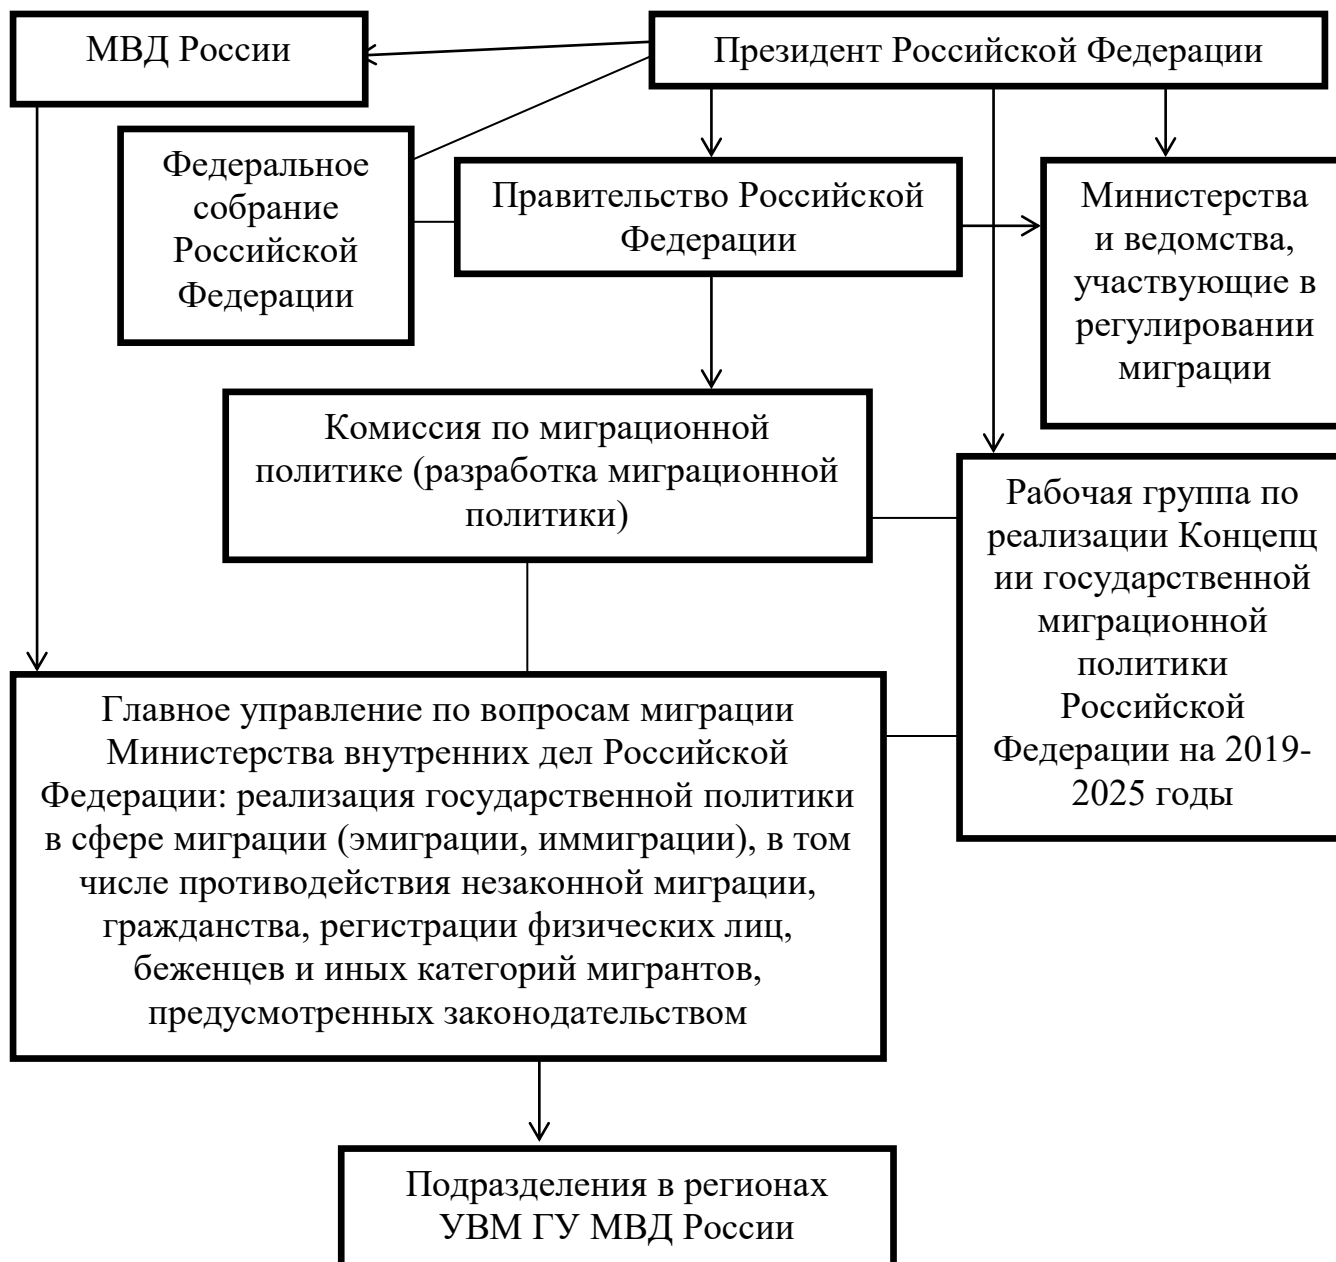 МВД России
Президент Российской Федерации
Федеральное
собрание
Российской
Федерации
Правительство Российской
Федерации
Министерства
и ведомства,
участвующие в
регулировании
миграции
Комиссия по миграционной
политике (разработка миграционной
политики)
Рабочая группа по
реализации Концепц
ии государственной
миграционной
политики
Российской
Федерации на 2019-
2025 годы
Главное управление по вопросам миграции
Министерства внутренних дел Российской
Федерации: реализация государственной политики
в сфере миграции (эмиграции, иммиграции), в том
числе противодействия незаконной миграции,
гражданства, регистрации физических лиц,
беженцев и иных категорий мигрантов,
предусмотренных законодательством
Подразделения в регионах
УВМ ГУ МВД России